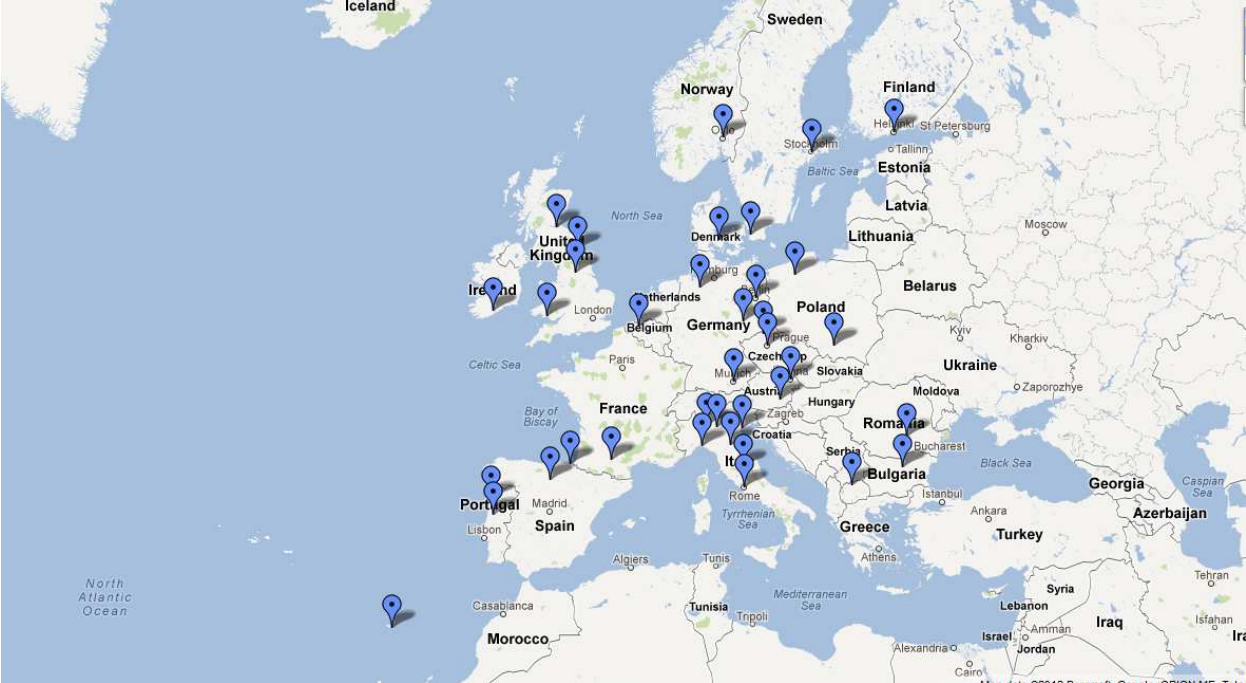 Iceland
Sweden
Norway
Finland
Helsinki
St Petersburg
Stockholm
Tallinn
Estonia
Baltic Sea
Latvia
North Sea
Moscow
Denmark
Lithuania
United
Kingdom
Belarus
Ireland
Netherlands
Poland
London
Germany
Belgium
Kyiv
Kharkiv
Prague
Paris
Celtic Sea
Ukraine
Slovakia
Munich
Zaporozhye
Moldova
Austria
Hungary
France
Bay of
Biscay
Zagreb
Romania
Croatia
Bucharest
Serbia
Black Sea
Bulgaria
Georgia
Caspian
Sea
Rome
Istanbul
Portugal
Madrid
Azerbaijan
Ankara
Tyrrhenian
Sea
Spain
Greece
Turkey
Lisbon
Athens
Algiers
Tunis
Tehran
North
Atlantic
Ocean
Syria
Mediterranean
Sea
Casablanca
Tunisia
Lebanon
Tripoli
Iraq
Isfahan
Amman
Israel
Morocco
Jordan
Alexandria
Cairo